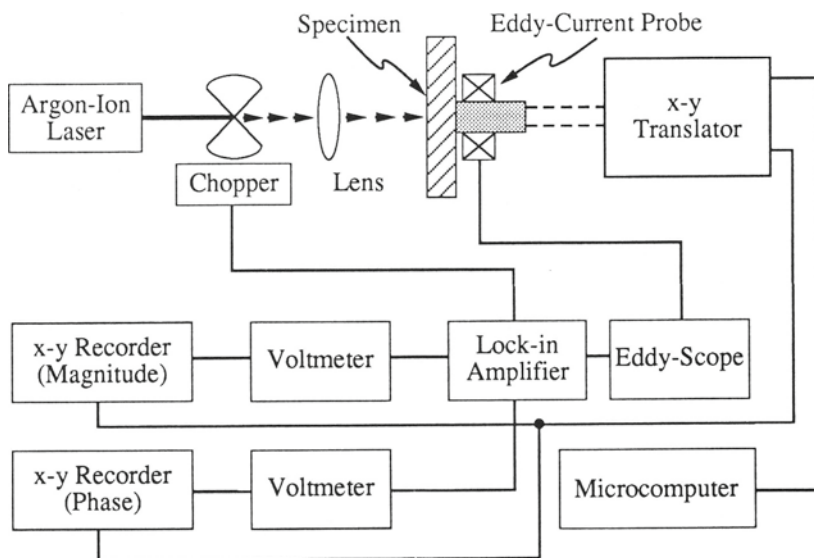 Specimen
Eddy-Current Probe
Argon-Ion
Laser
Chopper
Lens
x-y
Translator
x-y Recorder
(Magnitude)
Voltmeter
Lock-in
Amplifier
Eddy-Scope
x-y Recorder
(Phase)
Voltmeter
Microcomputer